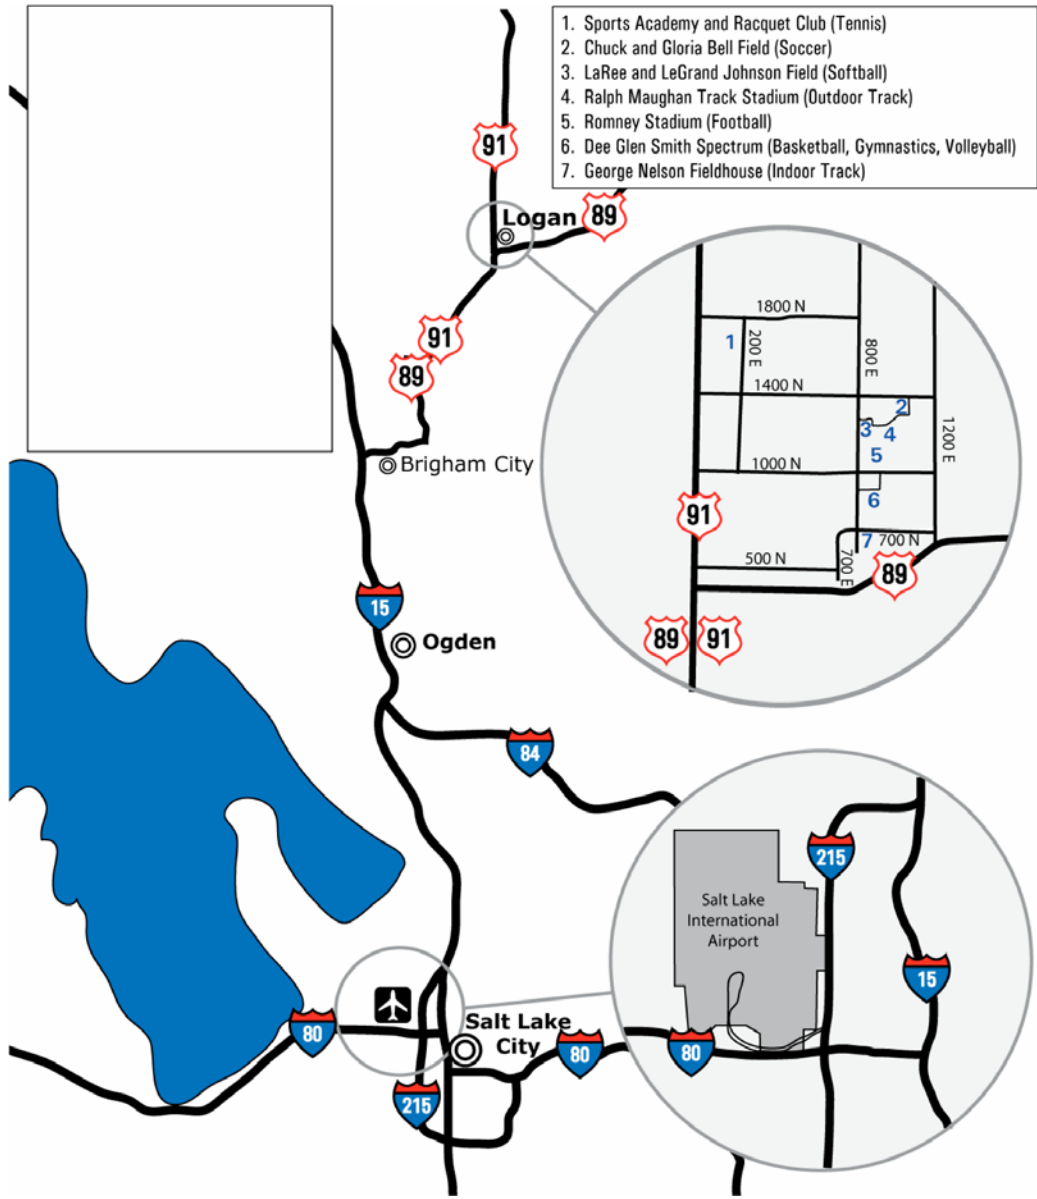 1. Sports Academy and Racquet Club (Tennis)
2. Chuck and Gloria Bell Field (Soccer)
3. LaRee and LeGrand Johnson Field (Softball)
4. Ralph Maughan Track Stadium (Outdoor Track)
5. Romney Stadium (Football)
6. Dee Glen Smith Spectrum (Basketball, Gymnastics, Volleyball)
7. George Nelson Fieldhouse (Indoor Track)
91
Logan
89
91
89
Brigham City
15
Ogden
84
80
Salt Lake
City
80
215
1800 N
1
200 E
800 E
1400 N
2
3
4
1200 E
5
1000 N
6
91
7
700 N
500 N
700 E
89
89
91
215
Salt Lake
International
Airport
15
80